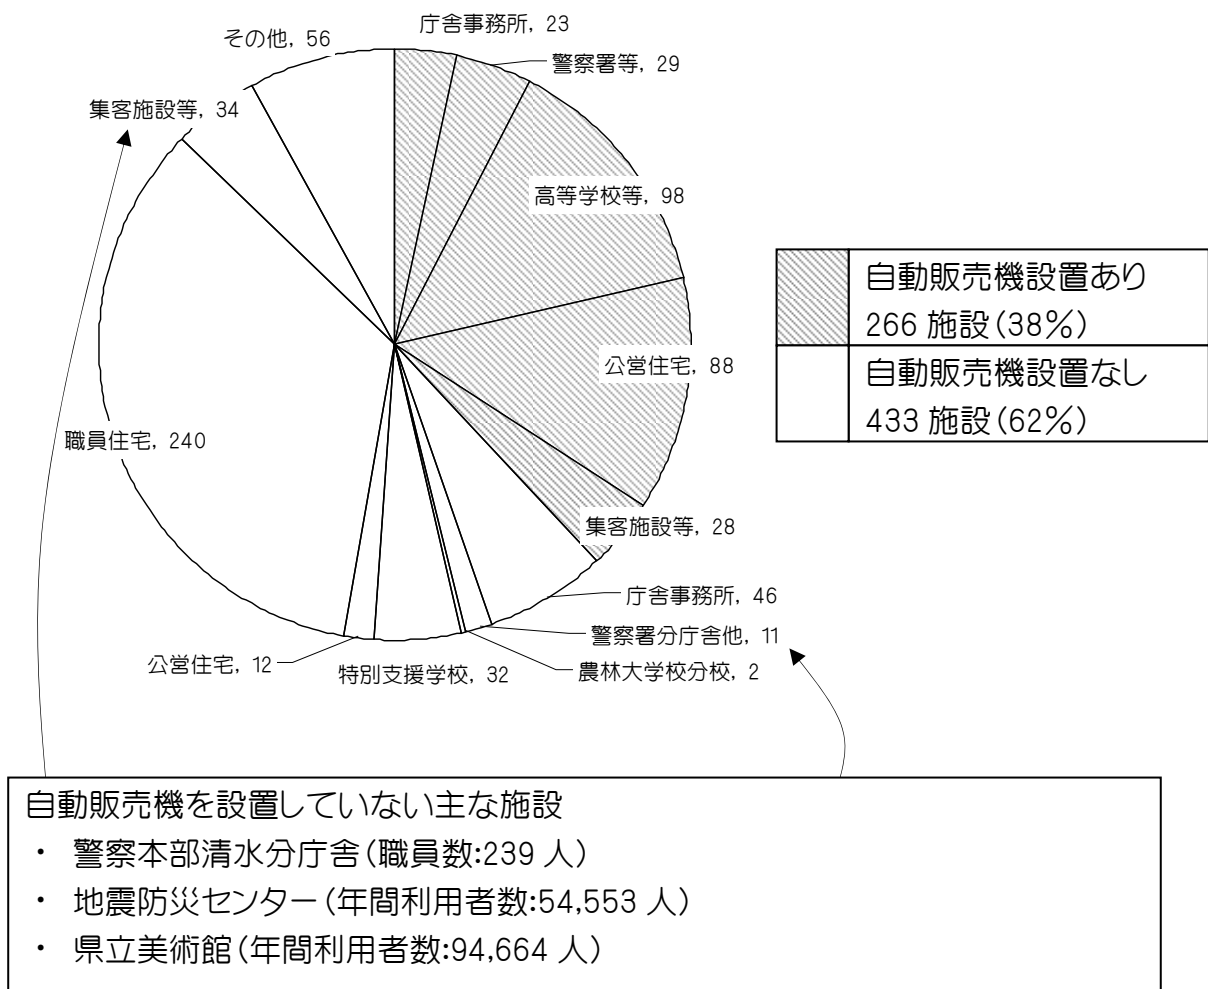 庁舎事務所, 23
その他, 56
警察署等, 29
集客施設等, 34
高等学校等, 98
自動販売機設置あり
266 施設(38%)
自動販売機設置なし
433 施設(62%)
公営住宅, 88
職員住宅, 240
集客施設等, 28
庁舎事務所, 46
警察署分庁舎他, 11
公営住宅, 12
特別支援学校, 32
農林大学校分校, 2
自動販売機を設置していない主な施設
・ 警察本部清水分庁舎(職員数:239 人)
・ 地震防災センター(年間利用者数:54,553 人)
・ 県立美術館(年間利用者数:94,664 人)